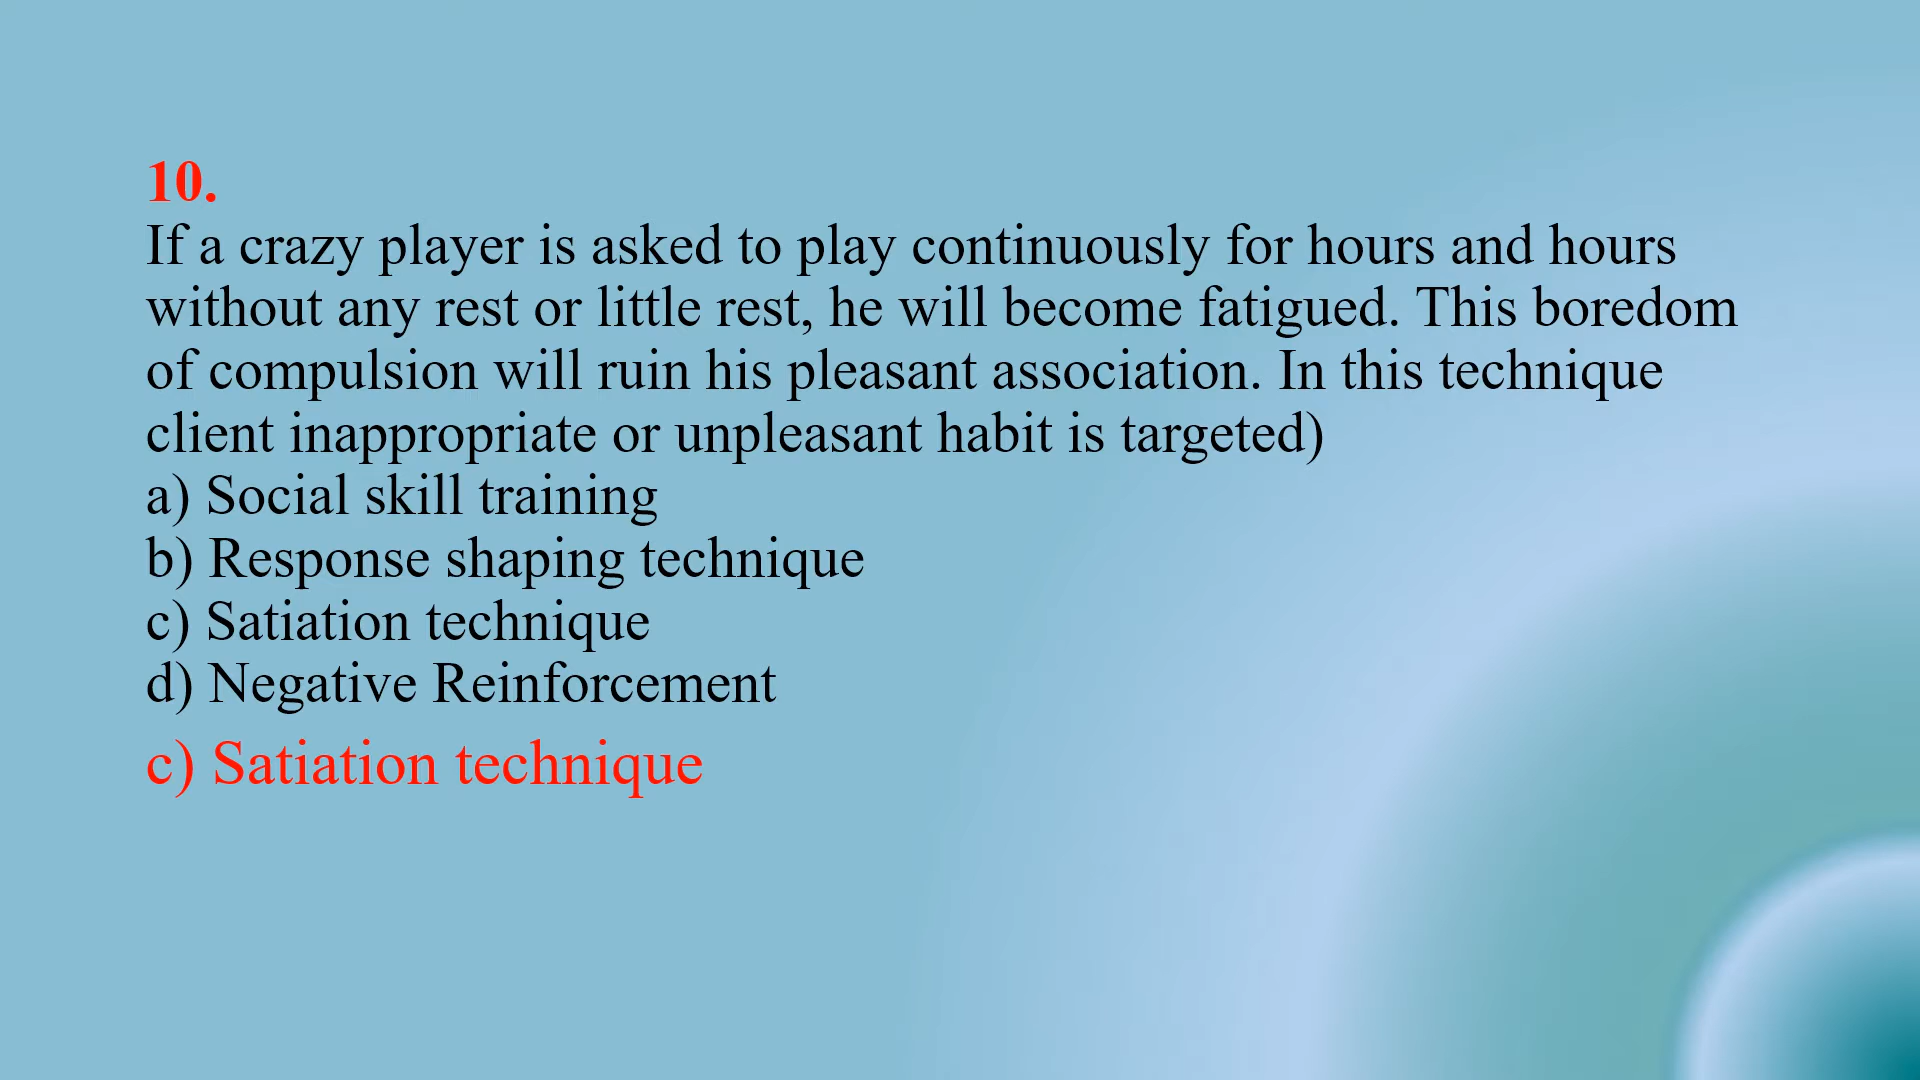 10.
If a crazy player is asked to play continuously for hours and hours
without any rest or little rest, he will become fatigued. This boredom
of compulsion will ruin his pleasant association. In this technique
client inappropriate or unpleasant habit is targeted)
a) Social skill training
b) Response shaping technique
c) Satiation technique
d) Negative Reinforcement
c) Satiation technique